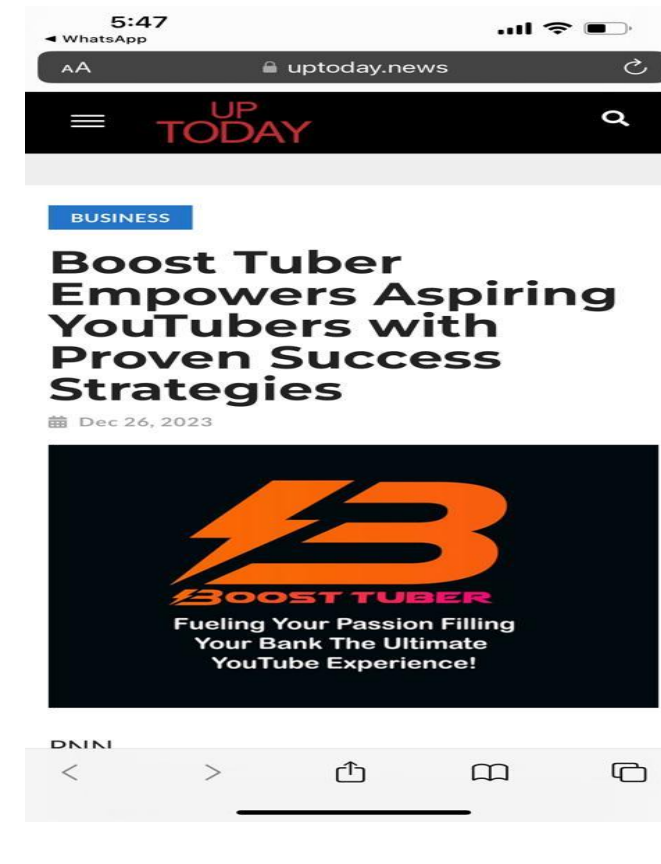 5:47
◀ WhatsApp
AA uptoday.news
UP
TODAY
BUSINESS
Boost Tuber
Empowers Aspiring
YouTubers with
Proven Success
Strategies
Dec 26, 2023
B
BOOST TUBER
Fueling Your Passion Filling
Your Bank The Ultimate
YouTube Experience!
PNN